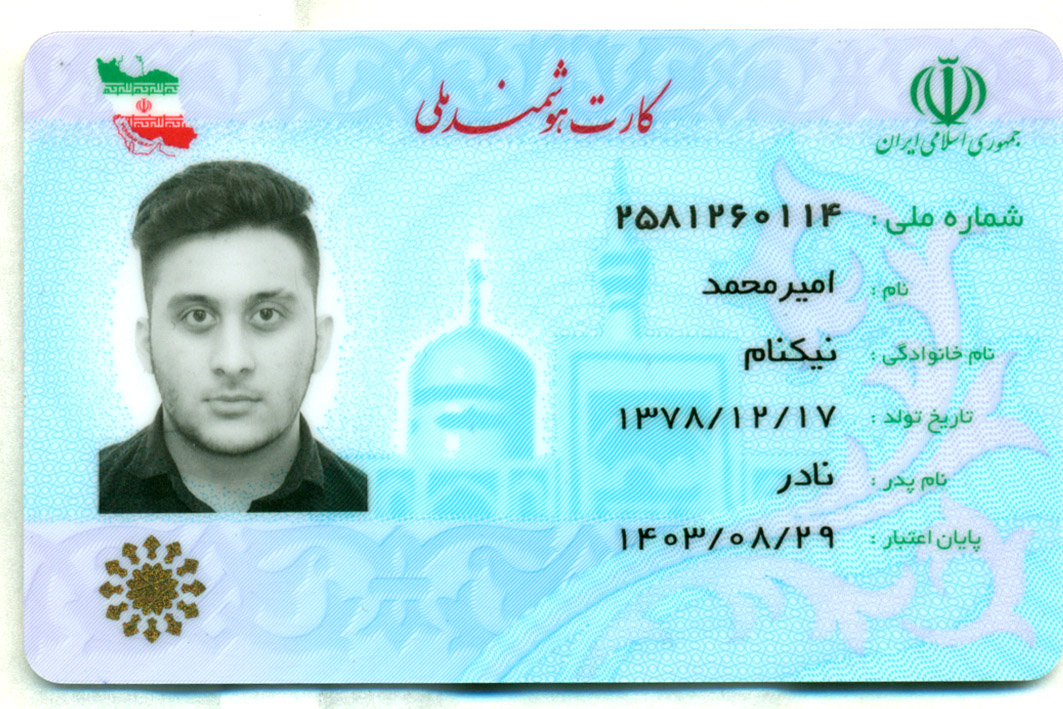 کارت هوشمند ملی
جمهوری اسلامی ایران
شماره ملی : ۲۵۸۱۲۶۰۱۱۴
نام : امیرمحمد
نام خانوادگی : نیکنام
تاریخ تولد : ۱۳۷۸/۱۲/۱۷
نام پدر : نادر
پایان اعتبار : ۱۴۰۳/۰۸/۲۹